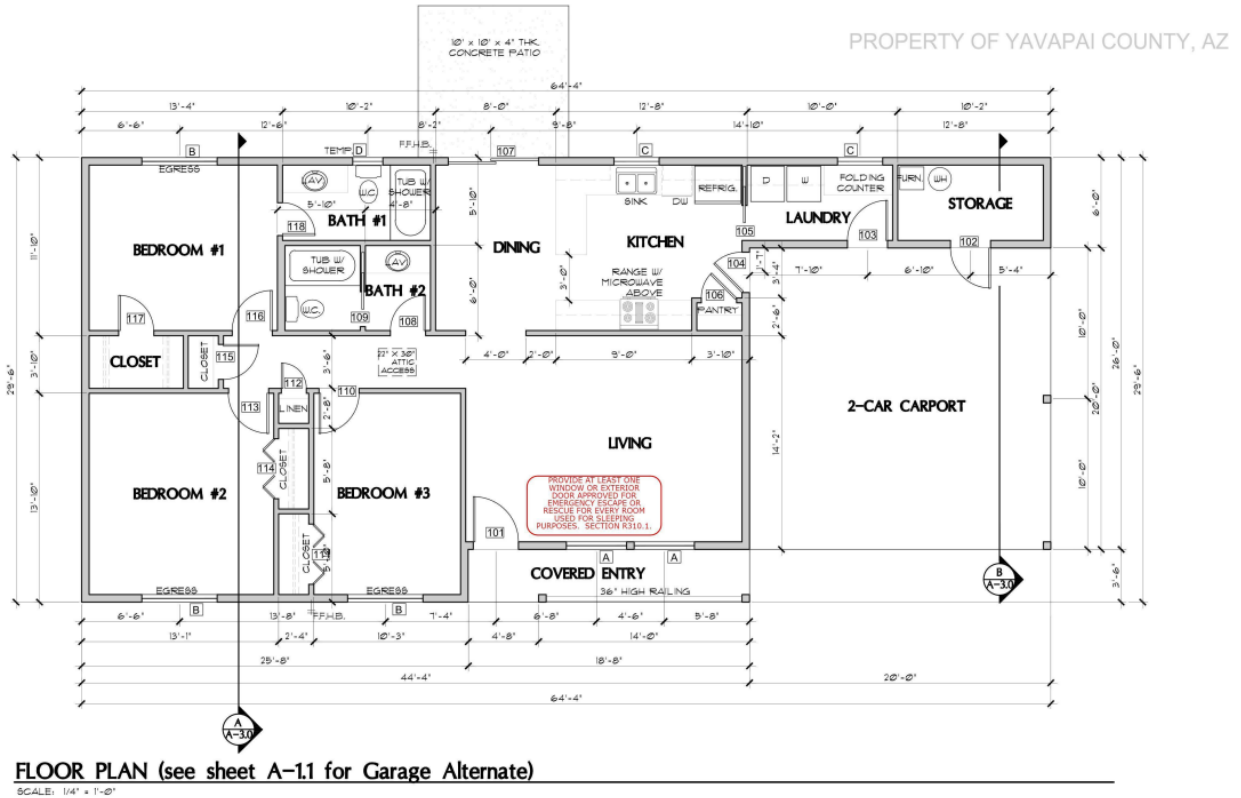 PROPERTY OF YAVAPAI COUNTY, AZ
10' x 10' x 4" THK.
CONCRETE PATIO
64'-4"
13'-4" 10'-2" 8'-0" 12'-8" 10'-0" 10'-2"
6'-6" 12'-6" 8'-2" 9'-8" 14'-10" 12'-8"
B
EGRESS
TEMP. D
F.F.H.B.
107
C
C
29'-6"
11'-10"
3'-10"
13'-10"
BEDROOM #1
LAV
W.C.
TUB W/
SHOWER
5'-10" 4'-8"
BATH #1
118
TUB W/
SHOWER
LAV
BATH #2
W.C.
109
108
5'-10"
DINING
6'-0"
SINK
DW
REFRIG.
KITCHEN
3'-0"
RANGE W/
MICROWAVE
ABOVE
105
104
106
PANTRY
D
W
FOLDING
COUNTER
LAUNDRY
103
FURN.
WH
STORAGE
102
1'-7"
3'-4"
2'-6"
7'-10" 6'-10" 5'-4"
6'-0"
10'-0"
20'-0"
26'-0"
29'-6"
10'-0"
3'-6"
117
116
CLOSET
CLOSET
115
22" X 30"
ATTIC
ACCESS
3'-6"
4'-0" 2'-0" 9'-0" 3'-10"
112
LINEN
110
113
2'-8"
2-CAR CARPORT
LIVING
14'-2"
114
CLOSET
5'-8"
BEDROOM #2
BEDROOM #3
PROVIDE AT LEAST ONE
WINDOW OR EXTERIOR
DOOR APPROVED FOR
EMERGENCY ESCAPE OR
RESCUE FOR EVERY ROOM
USED FOR SLEEPING
PURPOSES. SECTION R310.1.
101
CLOSET
A
A
COVERED ENTRY
36" HIGH RAILING
EGRESS
EGRESS
B
B
F.F.H.B.
B
A-3.0
6'-6" 13'-8" 7'-4" 6'-8" 4'-6" 5'-8"
13'-1" 2'-4" 10'-3" 4'-8" 14'-0"
25'-8" 18'-8"
44'-4" 20'-0"
64'-4"
A
A-3.0
FLOOR PLAN (see sheet A-1.1 for Garage Alternate)
SCALE: 1/4" = 1'-0"